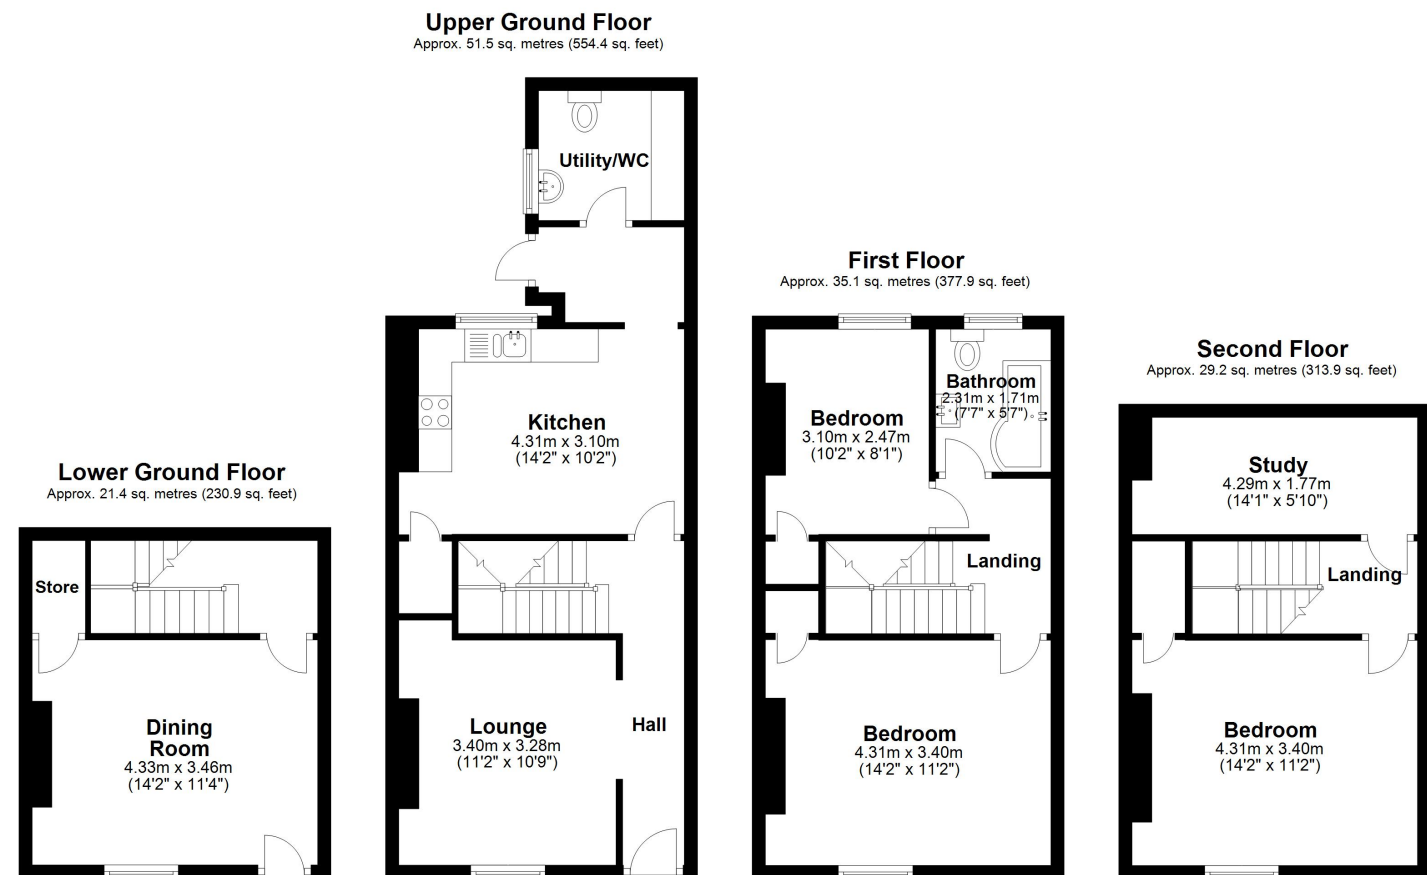 Upper Ground Floor
Approx. 51.5 sq. metres (554.4 sq. feet)
Utility/WC
Kitchen
4.31m x 3.10m
(14'2" x 10'2")
Lounge
3.40m x 3.28m
(11'2" x 10'9")
Hall
Lower Ground Floor
Approx. 21.4 sq. metres (230.9 sq. feet)
Store
Dining
Room
4.33m x 3.46m
(14'2" x 11'4")
First Floor
Approx. 35.1 sq. metres (377.9 sq. feet)
Bathroom
2.31m x 1.71m
(7'7" x 5'7")
Bedroom
3.10m x 2.47m
(10'2" x 8'1")
Landing
Bedroom
4.31m x 3.40m
(14'2" x 11'2")
Second Floor
Approx. 29.2 sq. metres (313.9 sq. feet)
Study
4.29m x 1.77m
(14'1" x 5'10")
Landing
Bedroom
4.31m x 3.40m
(14'2" x 11'2")